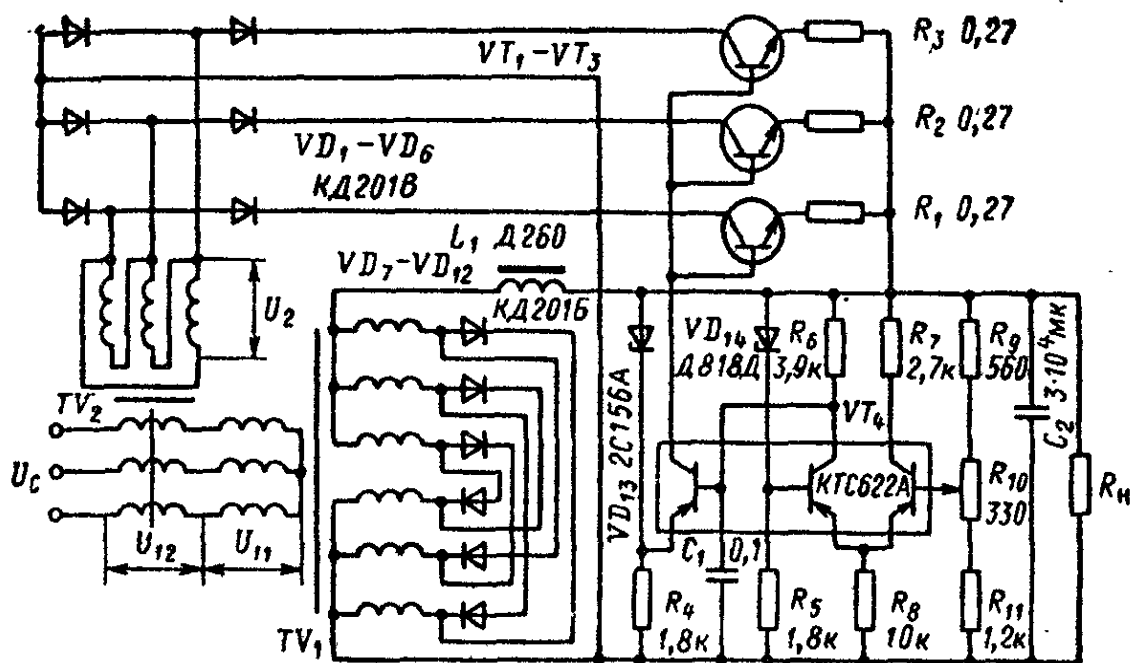 R3 0,27
VT1–VT3
R2 0,27
VD1–VD6
КД201В
R1 0,27
L1 Д260
VD7–VD12
КД201Б
U2
VD14
Д818Д
R6
3,9к
R7
2,7к
R9
560
3·10⁴мк
C2
TV2
VD13 2С156А
VT4
КТС622А
R10
330
Rн
Uc
U12
U11
C1
0,1
R4
1,8к
R5
1,8к
R8
10к
R11
1,2к
TV1